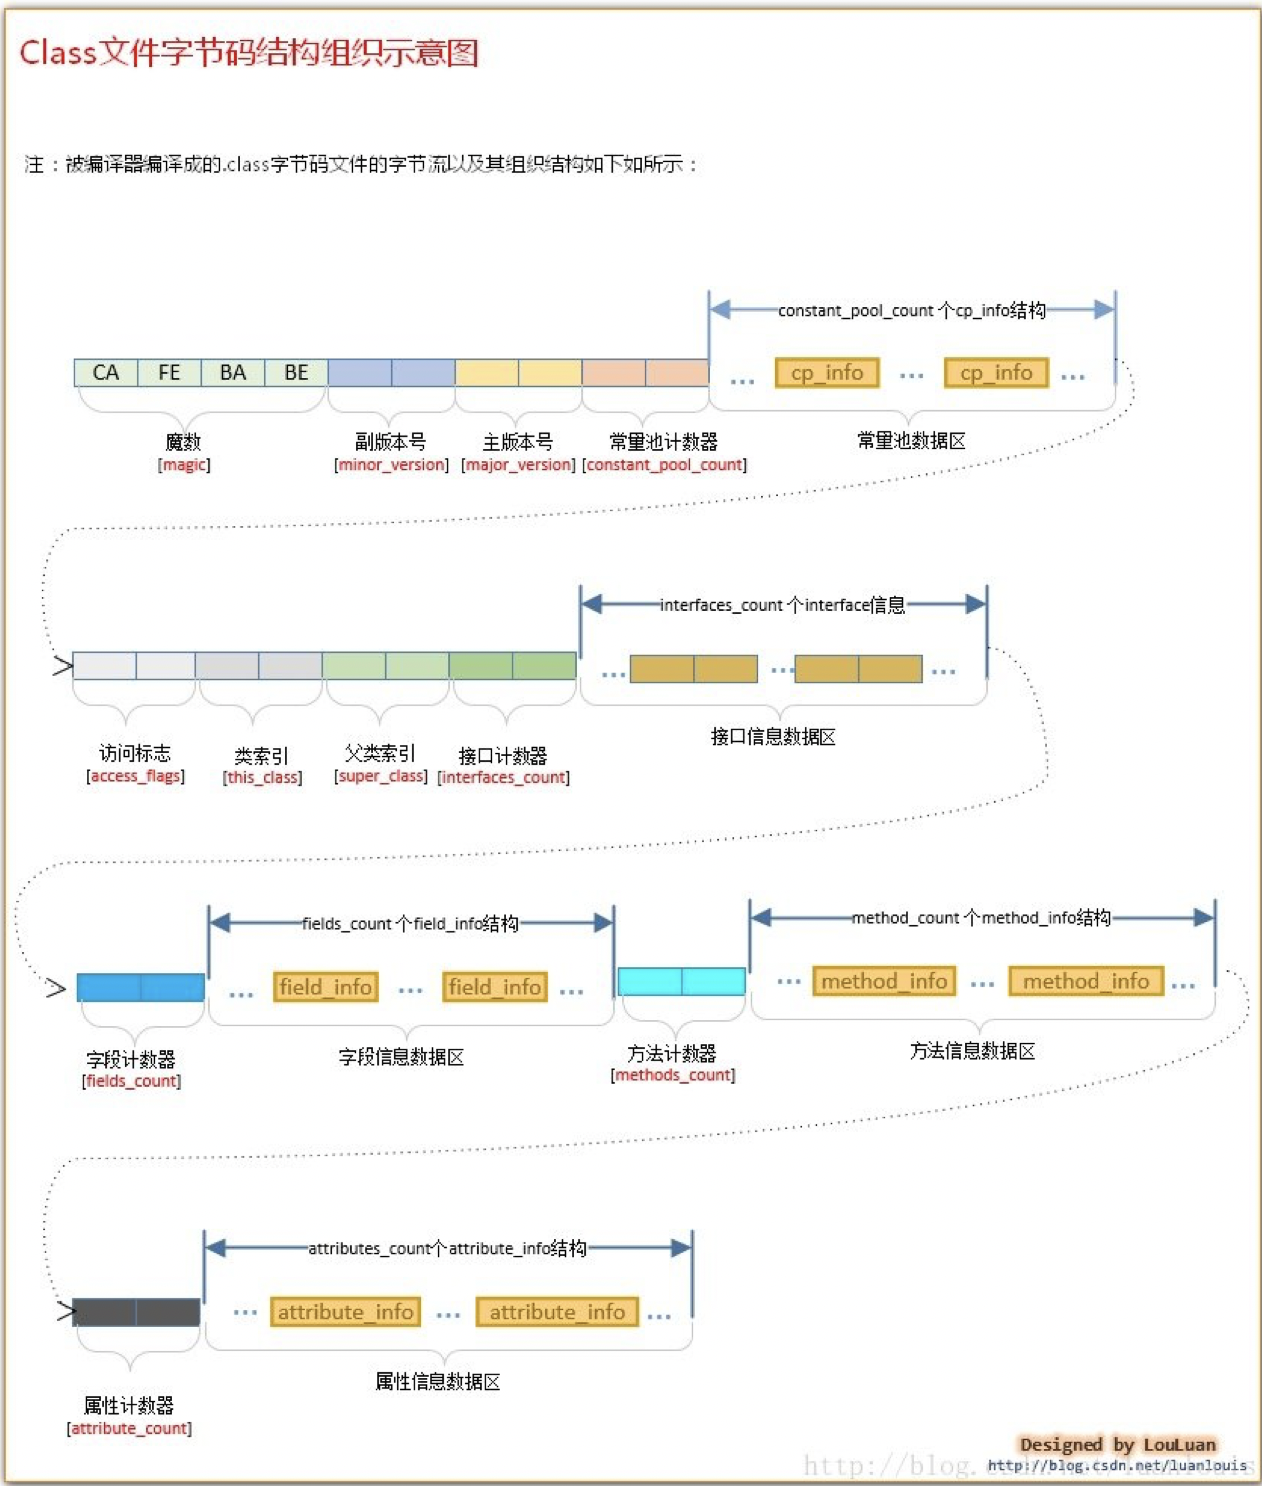 Class文件字节码结构组织示意图
注：被编译器编译成的.class字节码文件的字节流以及其组织结构如下如所示：
constant_pool_count 个cp_info结构
CA FE BA BE ... cp_info ... cp_info ...
魔数 副版本号 主版本号 常量池计数器 常量池数据区
[magic] [minor_version] [major_version] [constant_pool_count]
interfaces_count 个interface信息
... ... ...
访问标志 类索引 父类索引 接口计数器 接口信息数据区
[access_flags] [this_class] [super_class] [interfaces_count]
fields_count 个field_info结构 method_count 个method_info结构
... field_info ... field_info ... ... method_info ... method_info ...
字段计数器 字段信息数据区 方法计数器 方法信息数据区
[fields_count] [methods_count]
attributes_count个attribute_info结构
... attribute_info ... attribute_info ...
属性计数器 属性信息数据区
[attribute_count]
Designed by LouLuan
http://blog.csdn.net/luanlouis
http://blog.csdn.net/luanlouis